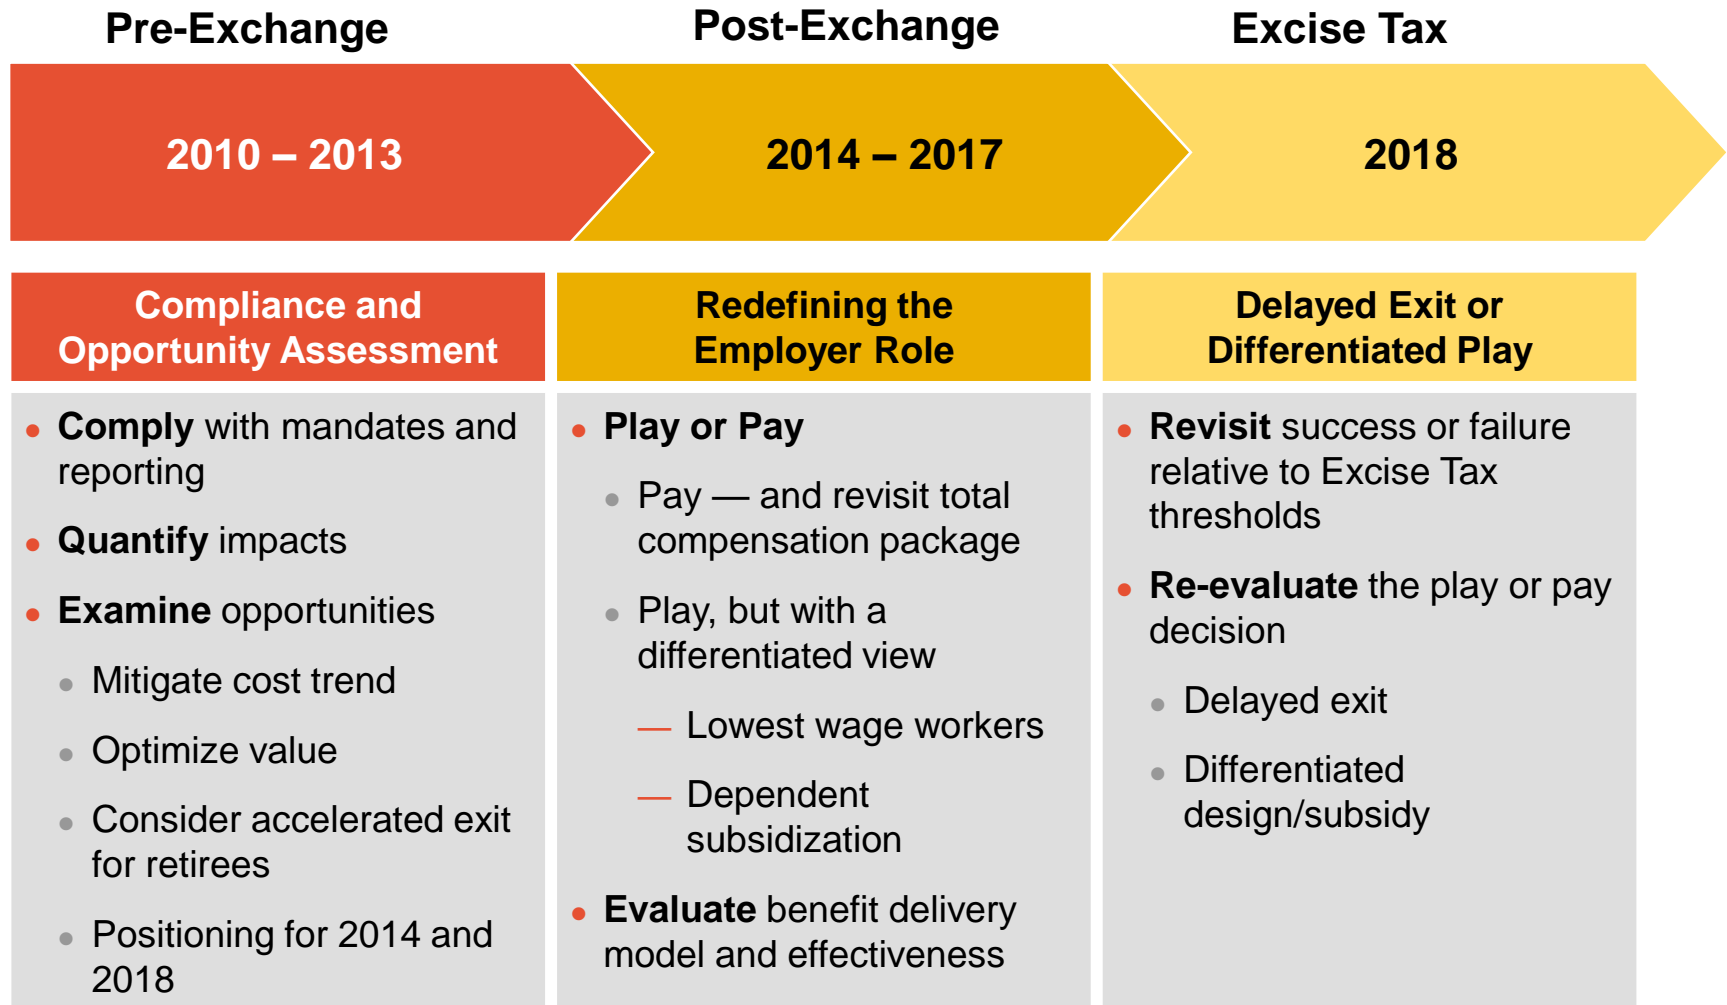 Pre-Exchange
Post-Exchange
Excise Tax
2010 – 2013
2014 – 2017
2018
Compliance and
Opportunity Assessment
• Comply with mandates and
reporting
• Quantify impacts
• Examine opportunities
• Mitigate cost trend
• Optimize value
• Consider accelerated exit
for retirees
• Positioning for 2014 and
2018
Redefining the
Employer Role
• Play or Pay
• Pay — and revisit total
compensation package
• Play, but with a
differentiated view
— Lowest wage workers
— Dependent
subsidization
• Evaluate benefit delivery
model and effectiveness
Delayed Exit or
Differentiated Play
• Revisit success or failure
relative to Excise Tax
thresholds
• Re-evaluate the play or pay
decision
• Delayed exit
• Differentiated
design/subsidy